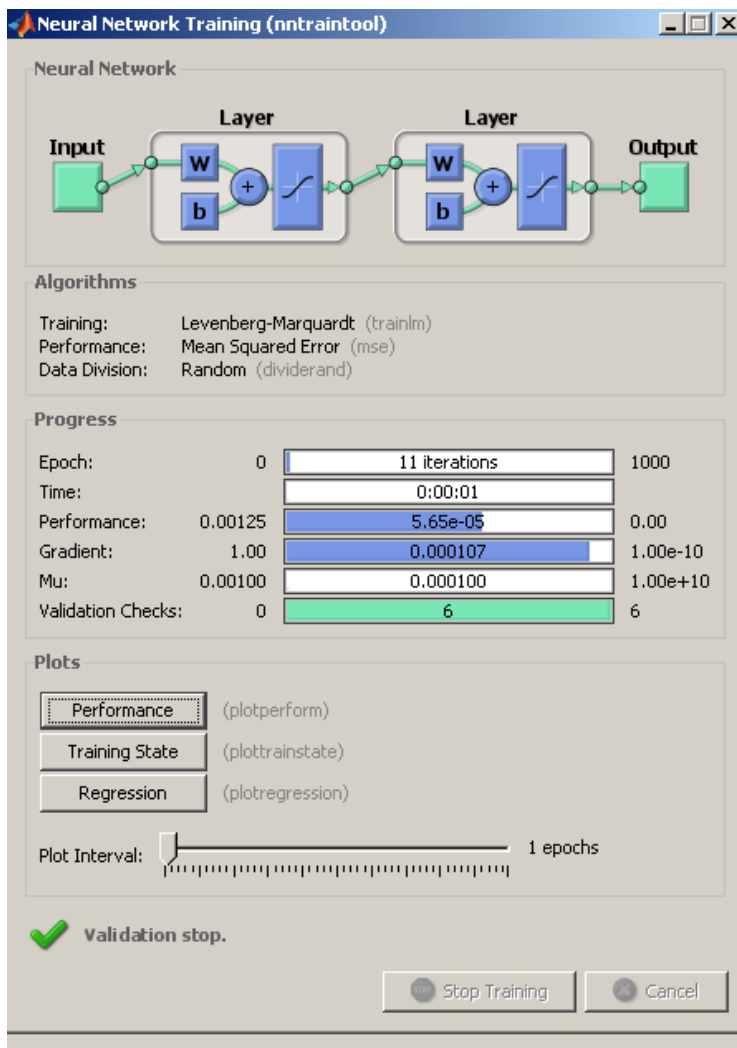 Neural Network Training (nntraintool)
Neural Network
Layer Layer
Input Output
W W
+ +
b b
Algorithms
Training: Levenberg-Marquardt (trainlm)
Performance: Mean Squared Error (mse)
Data Division: Random (dividerand)
Progress
Epoch: 0 11 iterations 1000
Time: 0:00:01
Performance: 0.00125 5.65e-05 0.00
Gradient: 1.00 0.000107 1.00e-10
Mu: 0.00100 0.000100 1.00e+10
Validation Checks: 0 6 6
Plots
Performance (plotperform)
Training State (plottrainstate)
Regression (plotregression)
Plot Interval: 1 epochs
Validation stop.
STOP Stop Training Cancel